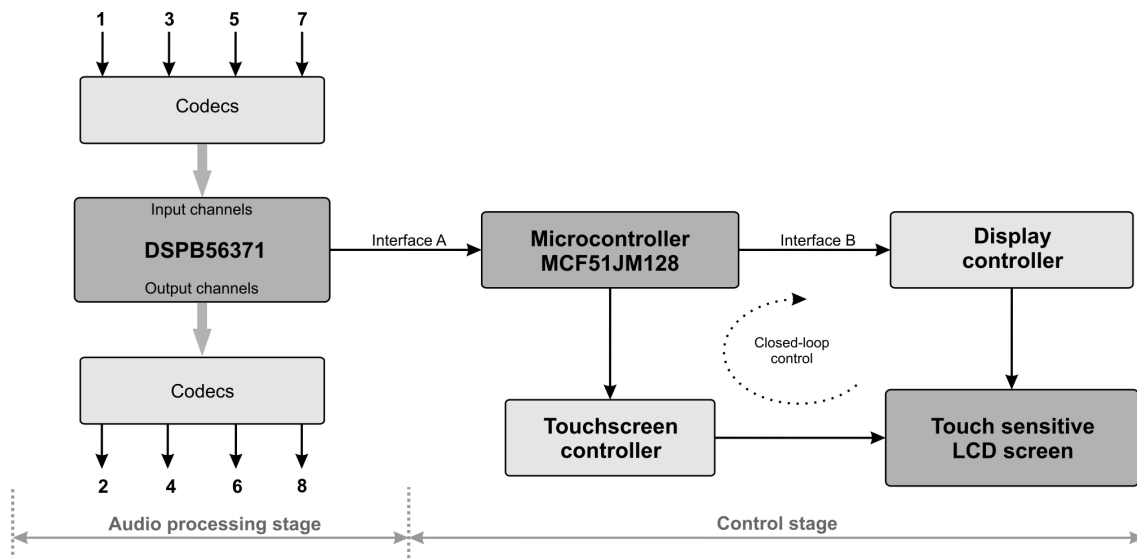 1 3 5 7
Codecs
Input channels
DSPB56371
Output channels
Interface A
Microcontroller
MCF51JM128
Interface B
Display
controller
Closed-loop
control
Codecs
Touchscreen
controller
Touch sensitive
LCD screen
2 4 6 8
Audio processing stage
Control stage